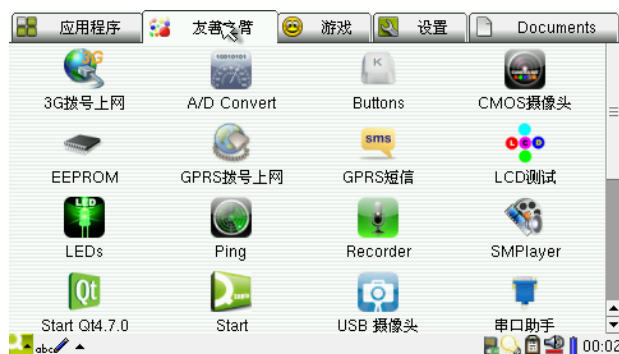 应用程序 友善之臂 游戏 设置 Documents
3G拨号上网 A/D Convert Buttons CMOS摄像头
EEPROM GPRS拨号上网 GPRS短信 LCD测试
LEDs Ping Recorder SMPlayer
Start Qt4.7.0 Start USB 摄像头 串口助手
abc 00:02